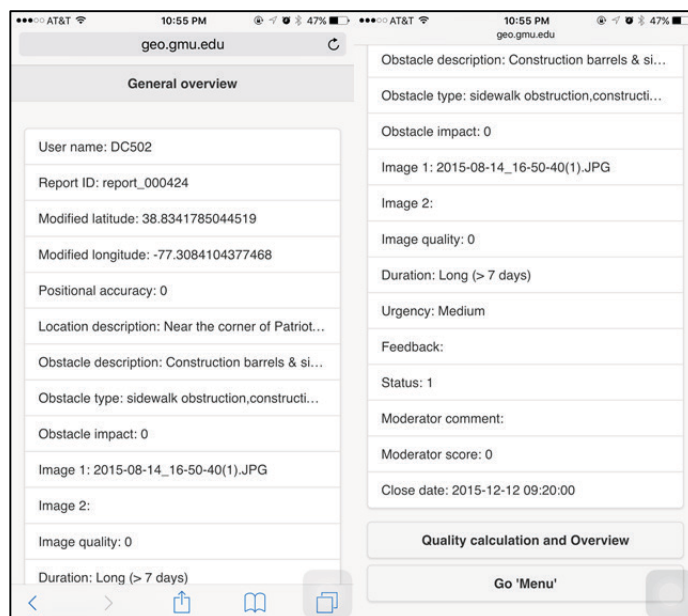 AT&T 10:55 PM 47%
geo.gmu.edu
General overview
User name: DC502
Report ID: report_000424
Modified latitude: 38.8341785044519
Modified longitude: -77.3084104377468
Positional accuracy: 0
Location description: Near the corner of Patriot...
Obstacle description: Construction barrels & si...
Obstacle type: sidewalk obstruction,constructi...
Obstacle impact: 0
Image 1: 2015-08-14_16-50-40(1).JPG
Image 2:
Image quality: 0
Duration: Long (> 7 days)
AT&T 10:55 PM 47%
geo.gmu.edu
Obstacle description: Construction barrels & si...
Obstacle type: sidewalk obstruction,constructi...
Obstacle impact: 0
Image 1: 2015-08-14_16-50-40(1).JPG
Image 2:
Image quality: 0
Duration: Long (> 7 days)
Urgency: Medium
Feedback:
Status: 1
Moderator comment:
Moderator score: 0
Close date: 2015-12-12 09:20:00
Quality calculation and Overview
Go 'Menu'